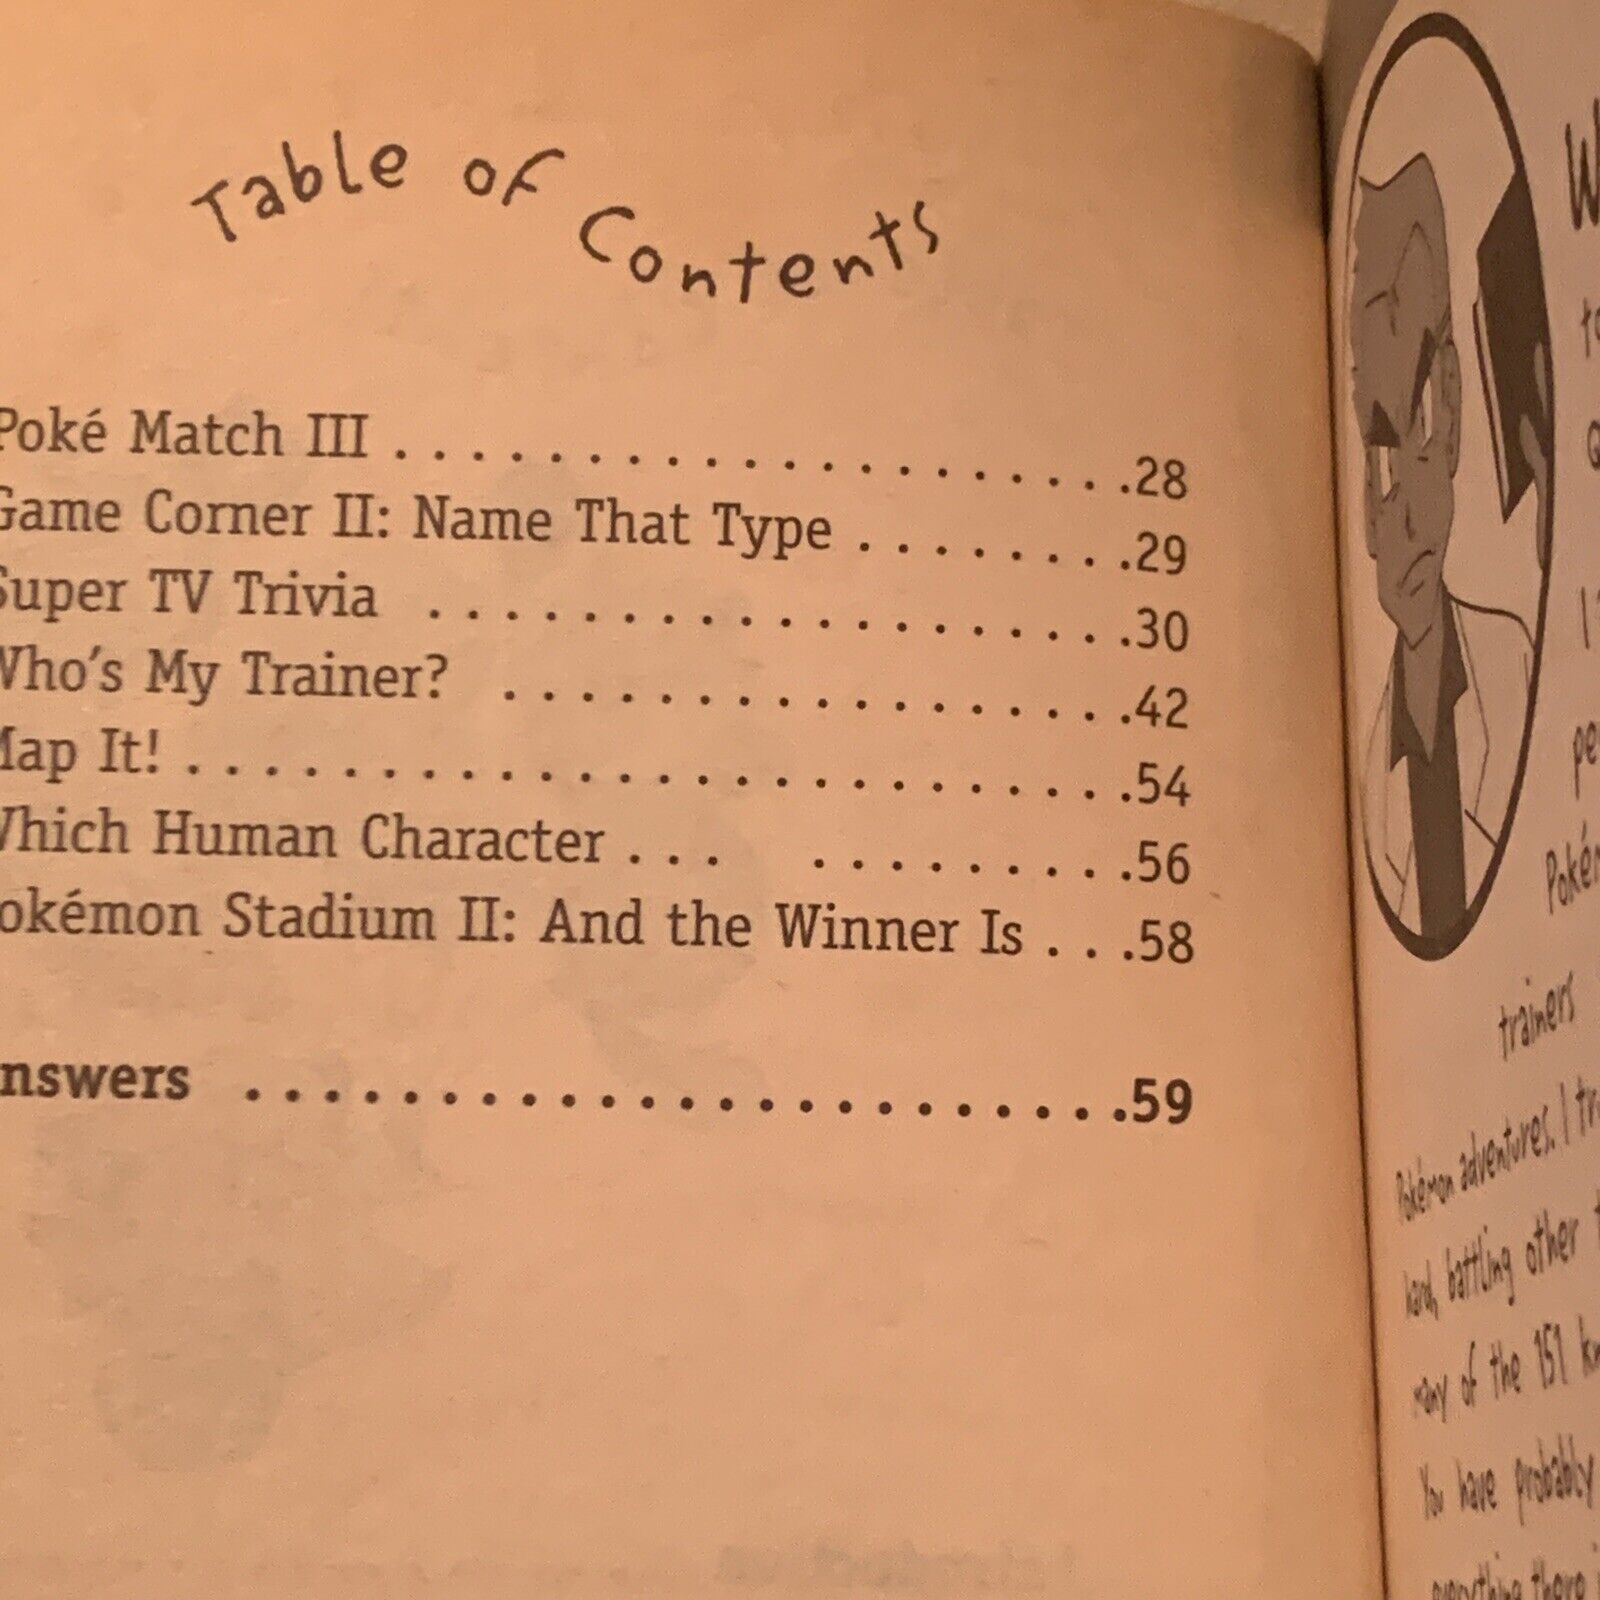 Table of Contents
Poké Match III . . . . . . . . . . . . . . . . . . . .28
Game Corner II: Name That Type . . . . . . . .29
Super TV Trivia . . . . . . . . . . . . . . . . . . .30
Who's My Trainer? . . . . . . . . . . . . . . . . .42
Map It! . . . . . . . . . . . . . . . . . . . . . . . . .54
Which Human Character . . . . . . . . . . . .56
Pokémon Stadium II: And the Winner Is . . .58
Answers . . . . . . . . . . . . . . . . . . . . . . .59
trainers
Pokémon adventures. I
hard, battling other
many of the 151
You have probably
everything there